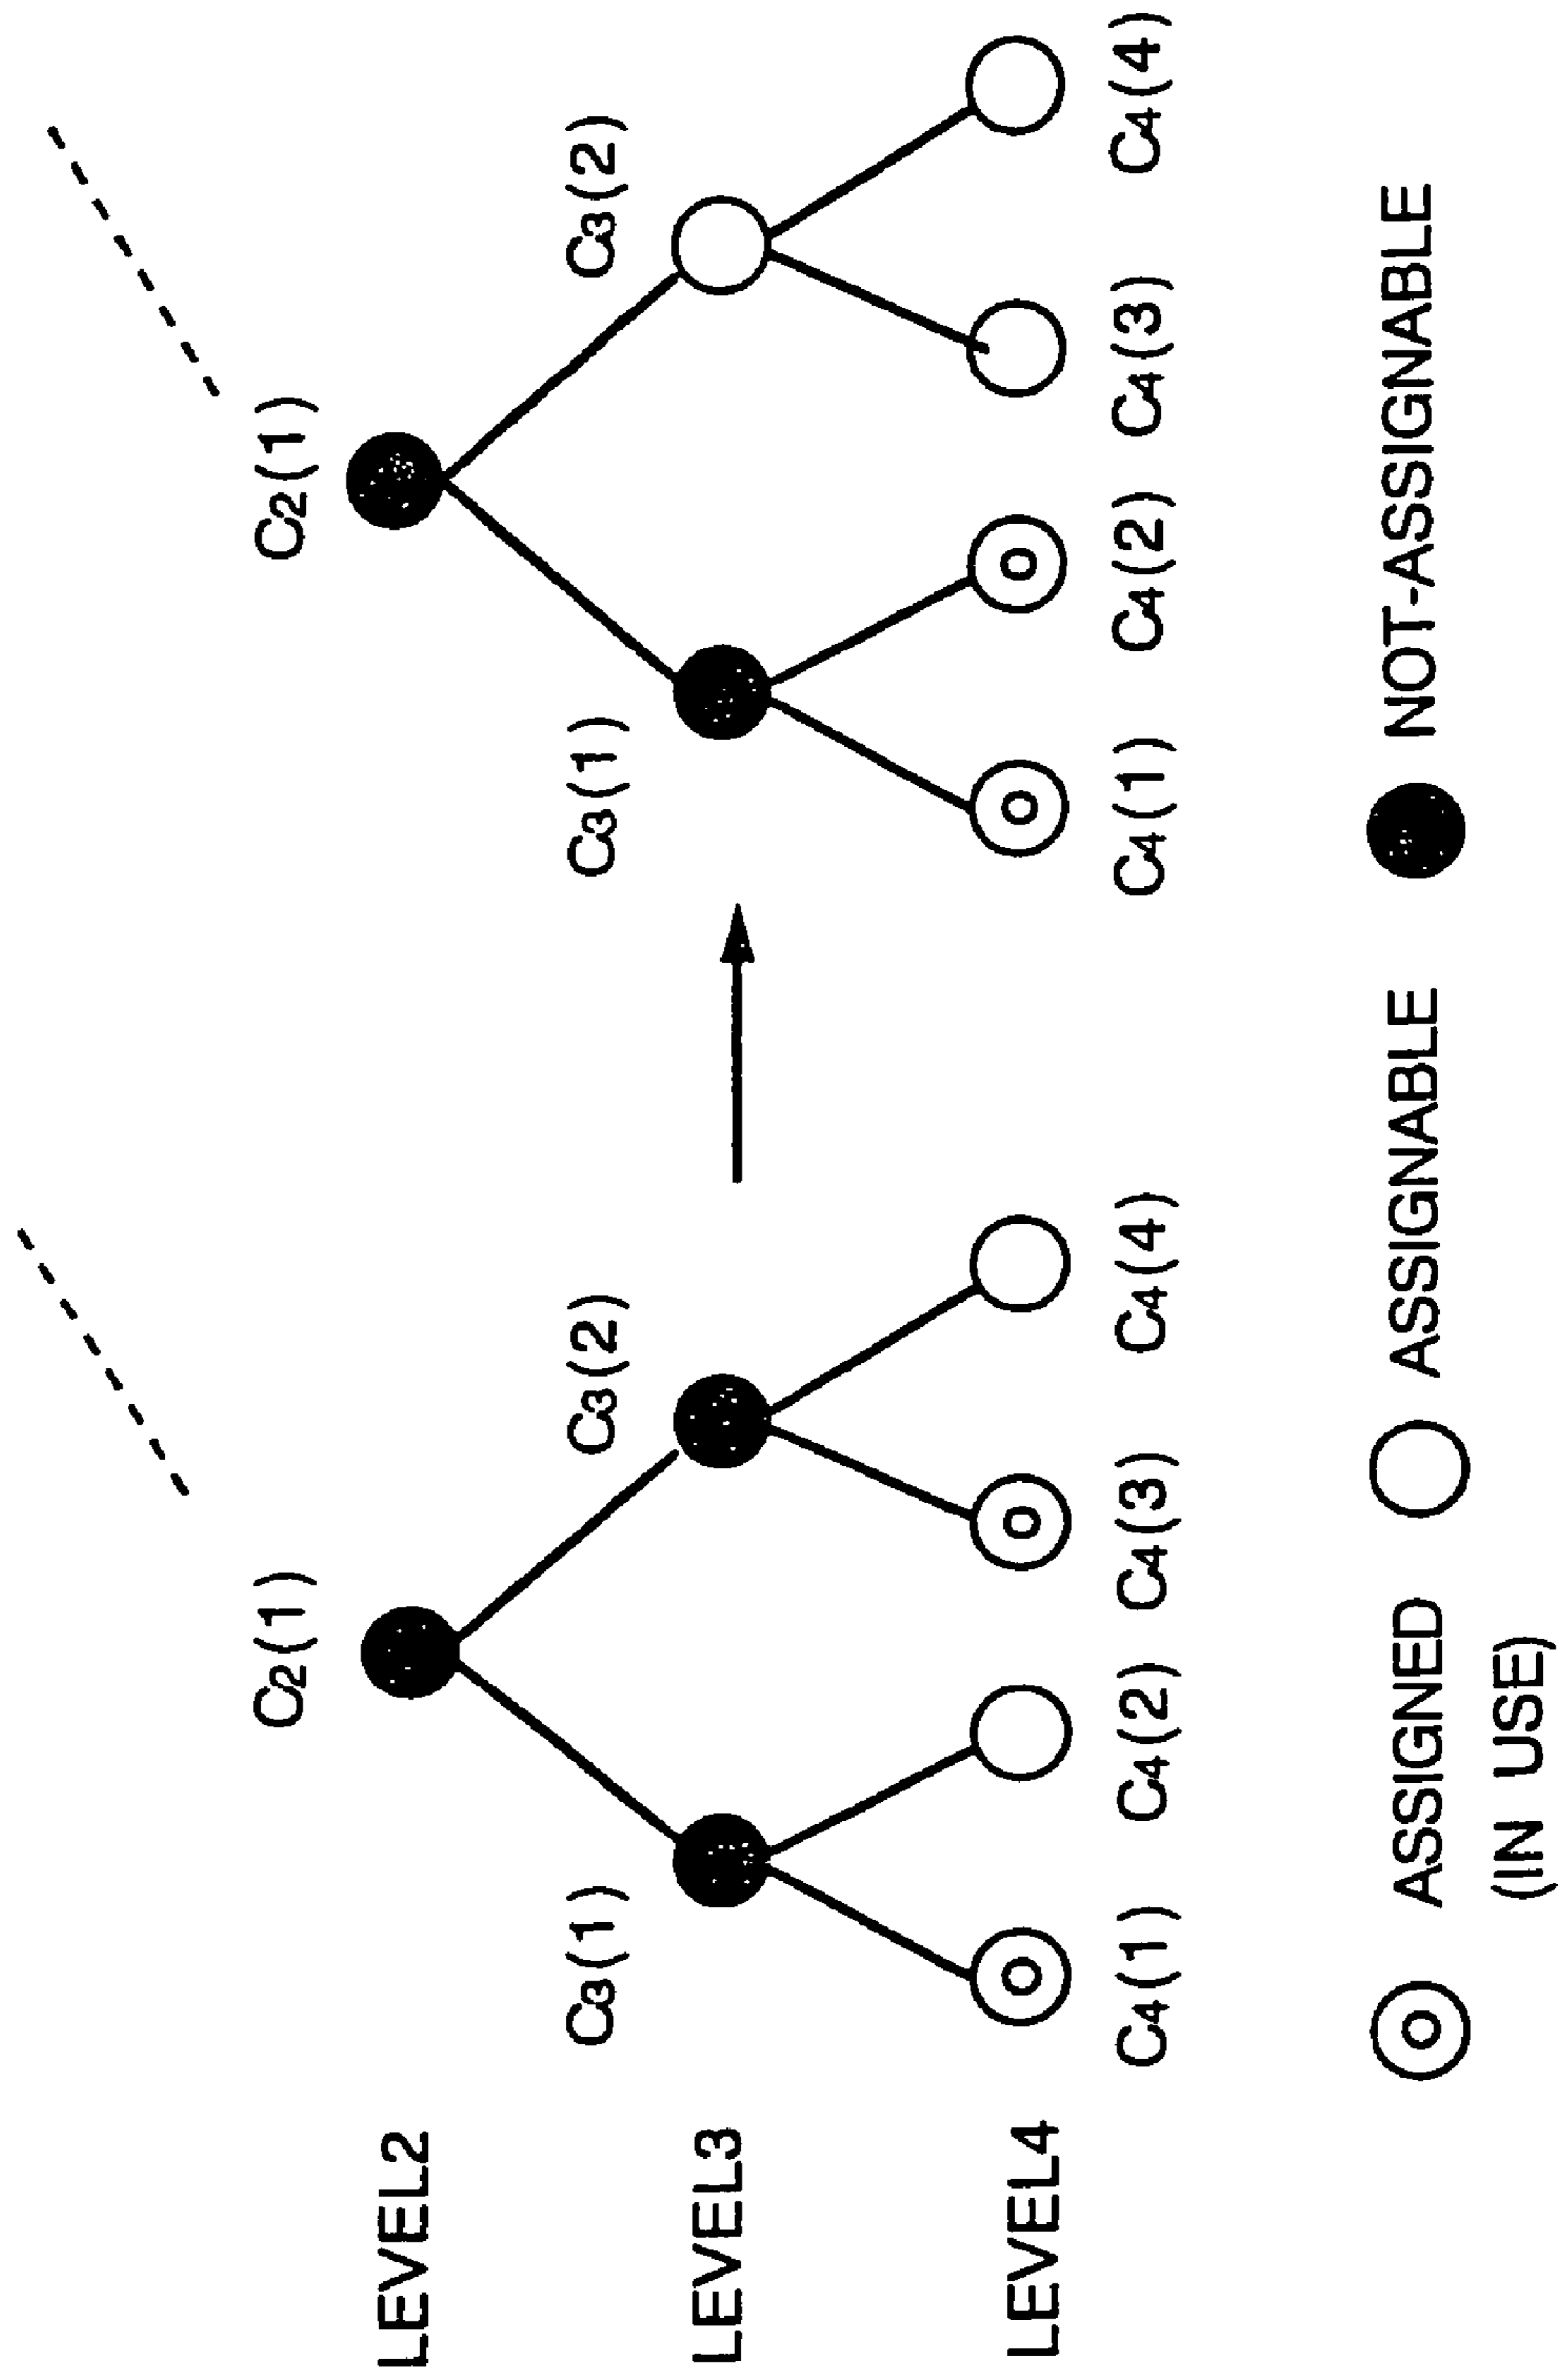 C2(1) C2(1)
LEVEL2
C3(1) C3(2) C3(1) C3(2)
LEVEL3
LEVEL4
C4(1) C4(2) C4(3) C4(4) C4(1) C4(2) C4(3) C4(4)
ASSIGNED ASSIGNABLE NOT-ASSIGNABLE
(IN USE)